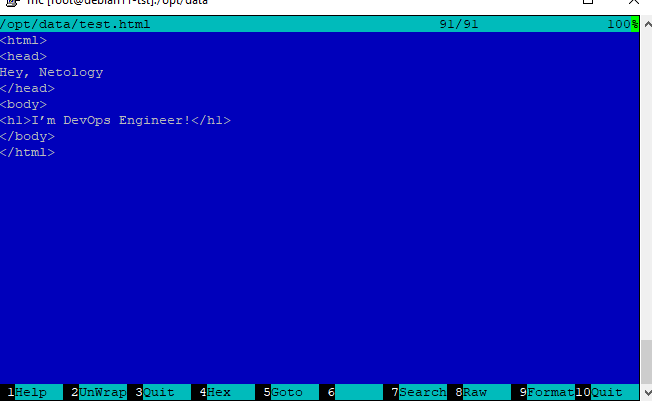 mc [root@debian11-tst]:/opt/data
/opt/data/test.html 91/91 100%
<html>
<head>
Hey, Netology
</head>
<body>
<h1>I’m DevOps Engineer!</h1>
</body>
</html>
1Help 2UnWrap 3Quit 4Hex 5Goto 6 7Search 8Raw 9Format 10Quit